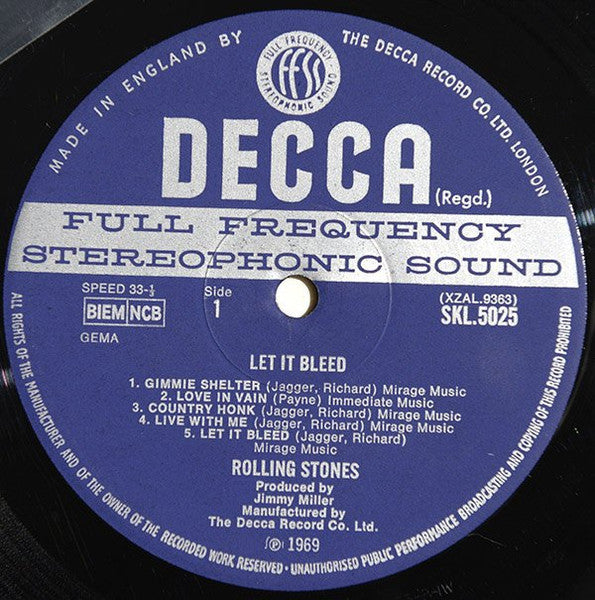 MADE IN ENGLAND BY
THE DECCA RECORD CO. LTD. LONDON
FULL FREQUENCY
FFSS
STEREOPHONIC SOUND
DECCA (Regd.)
FULL FREQUENCY
STEREOPHONIC SOUND
SPEED 33-⅓
BIEM NCB
GEMA
Side
1
(XZAL.9363)
SKL.5025
LET IT BLEED
1. GIMMIE SHELTER (Jagger, Richard) Mirage Music
2. LOVE IN VAIN (Payne) Immediate Music
3. COUNTRY HONK (Jagger, Richard) Mirage Music
4. LIVE WITH ME (Jagger, Richard) Mirage Music
5. LET IT BLEED (Jagger, Richard)
Mirage Music
ROLLING STONES
Produced by
Jimmy Miller
Manufactured by
The Decca Record Co. Ltd.
℗ 1969
ALL RIGHTS OF THE MANUFACTURER AND OF THE OWNER OF THE RECORDED WORK RESERVED · UNAUTHORISED PUBLIC PERFORMANCE BROADCASTING AND COPYING OF THIS RECORD PROHIBITED